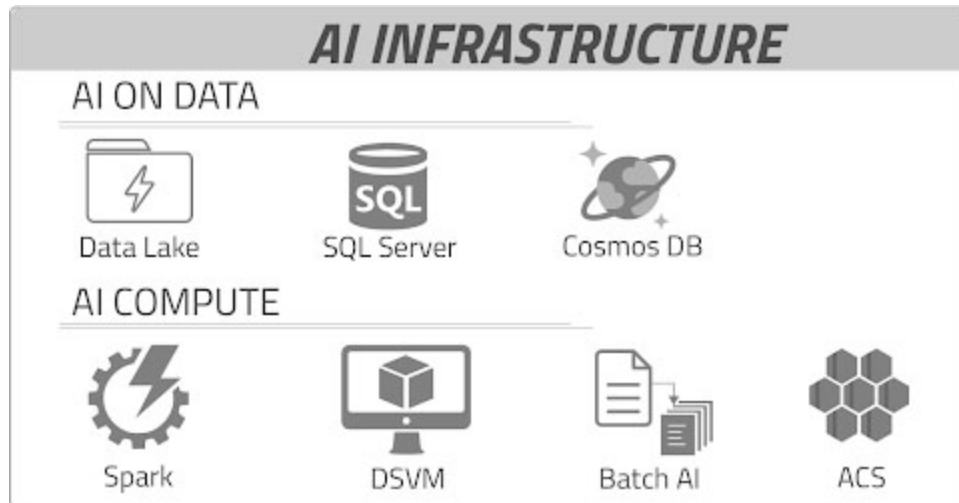 AI INFRASTRUCTURE
AI ON DATA
SQL
Data Lake SQL Server Cosmos DB
AI COMPUTE
Spark DSVM Batch AI ACS